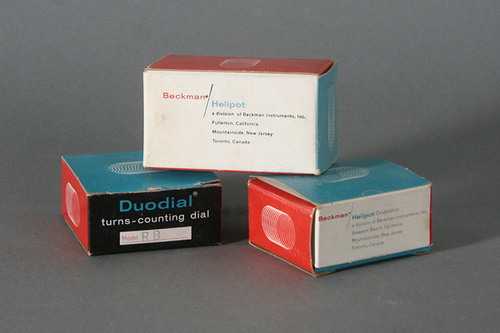 Beckman® / Helipot
a division of Beckman Instruments, Inc.
Fullerton, California
Mountainside, New Jersey
Toronto, Canada
Duodial®
turns-counting dial
Model RB
Beckman® / Helipot Corporation
a division of Beckman Instruments, Inc.
Newport Beach, California
Mountainside, New Jersey
Toronto, Canada